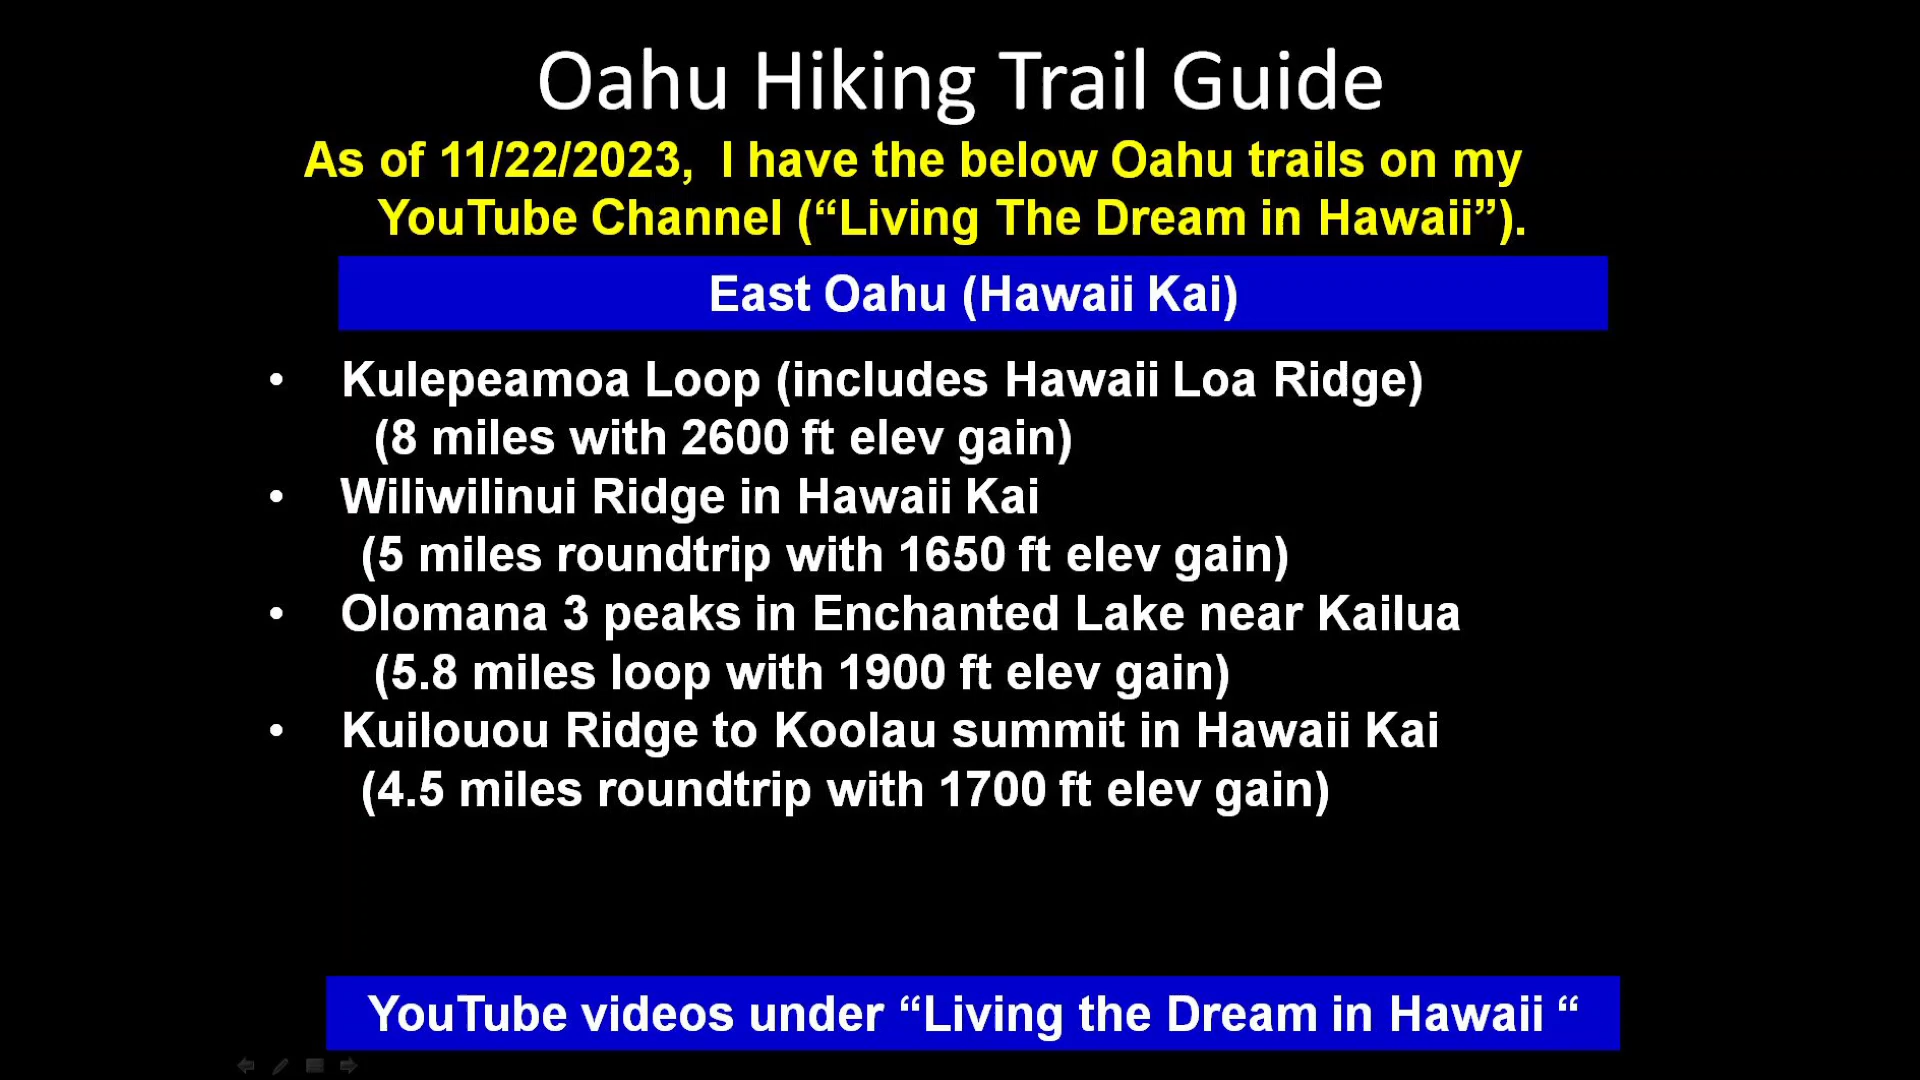 Oahu Hiking Trail Guide
As of 11/22/2023, I have the below Oahu trails on my
YouTube Channel (“Living The Dream in Hawaii”).
East Oahu (Hawaii Kai)
• Kulepeamoa Loop (includes Hawaii Loa Ridge)
(8 miles with 2600 ft elev gain)
• Wiliwilinui Ridge in Hawaii Kai
(5 miles roundtrip with 1650 ft elev gain)
• Olomana 3 peaks in Enchanted Lake near Kailua
(5.8 miles loop with 1900 ft elev gain)
• Kuilouou Ridge to Koolau summit in Hawaii Kai
(4.5 miles roundtrip with 1700 ft elev gain)
YouTube videos under “Living the Dream in Hawaii “